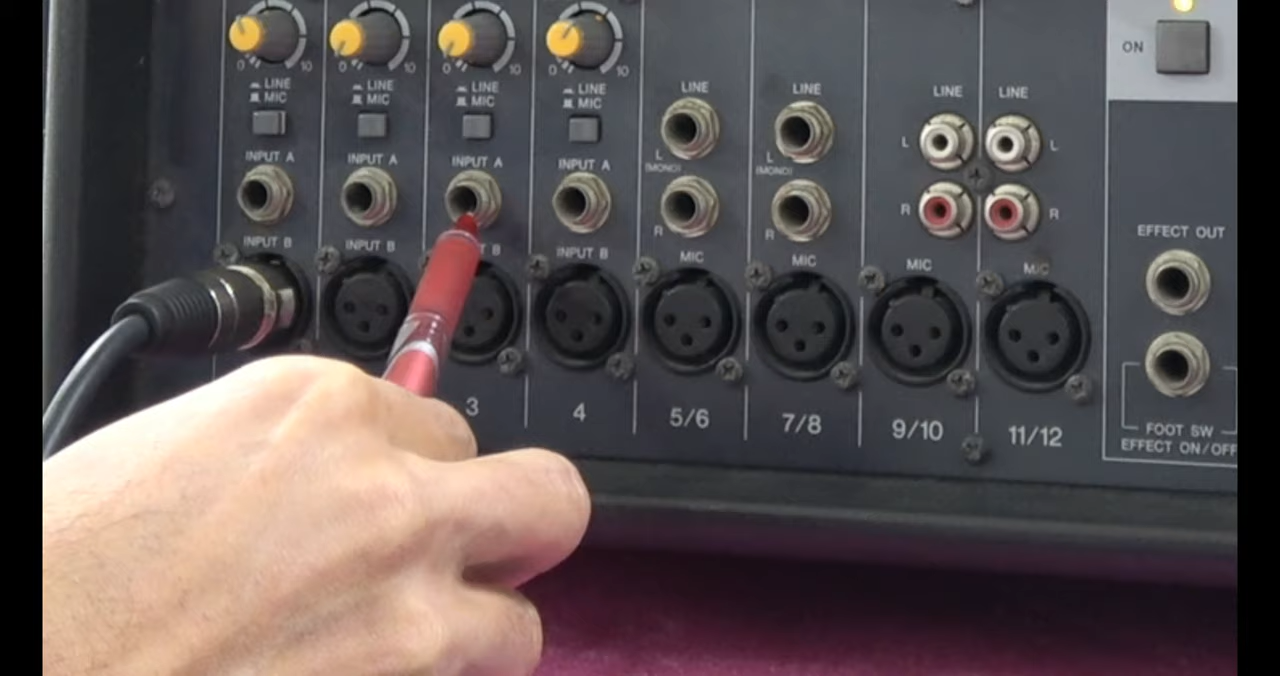 0 10 0 10 0 10 0 10
LINE LINE LINE LINE
MIC MIC MIC MIC
INPUT A INPUT A INPUT A INPUT A
INPUT B INPUT B B INPUT B
3 4
LINE LINE
L L
(MONO) (MONO)
R R
MIC MIC
5/6 7/8
LINE LINE
L L
R R
MIC MIC
9/10 11/12
ON
EFFECT OUT
FOOT SW
EFFECT ON/OFF